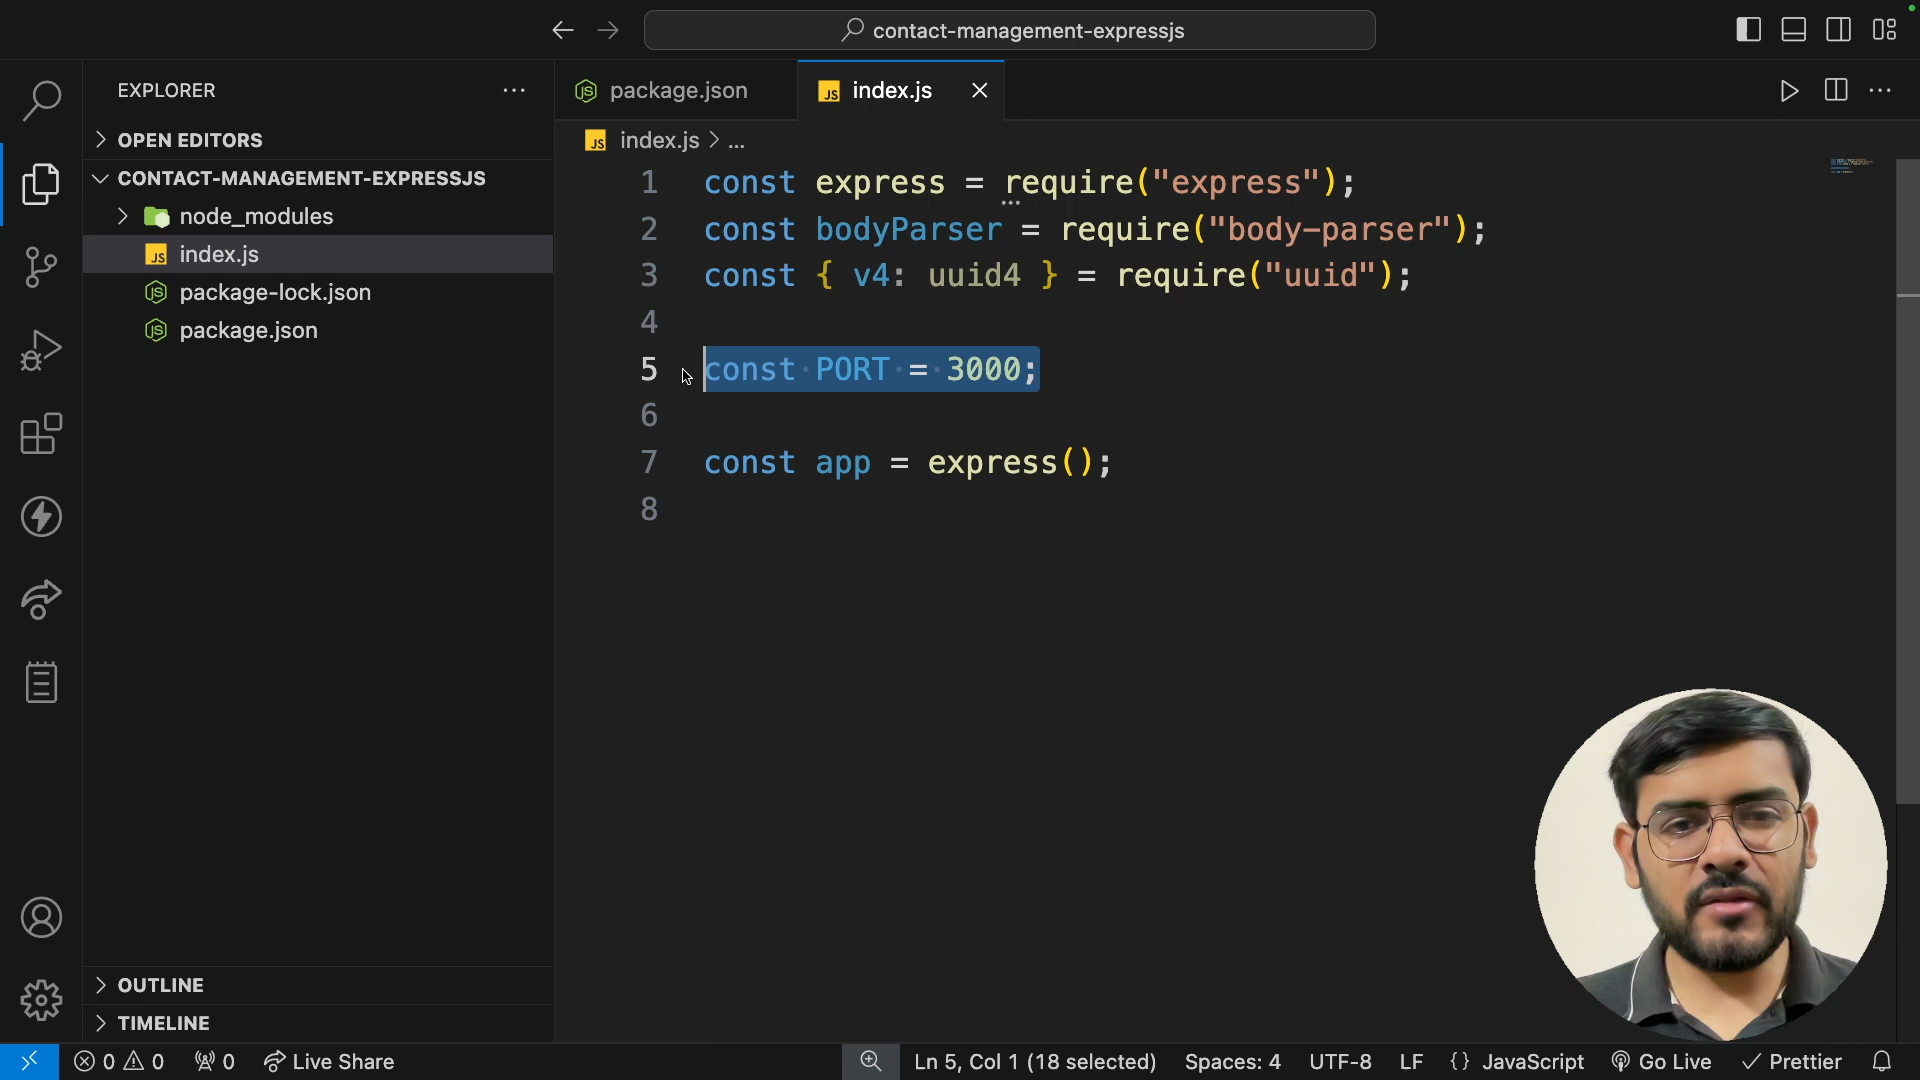 contact-management-expressjs
EXPLORER
package.json
index.js
OPEN EDITORS
index.js > ...
CONTACT-MANAGEMENT-EXPRESSJS
node_modules
index.js
package-lock.json
package.json
1 const express = require("express");
2 const bodyParser = require("body-parser");
3 const { v4: uuid4 } = require("uuid");
4
5 const PORT = 3000;
6
7 const app = express();
8
OUTLINE
TIMELINE
0 0 0 Live Share Ln 5, Col 1 (18 selected) Spaces: 4 UTF-8 LF {} JavaScript Go Live Prettier